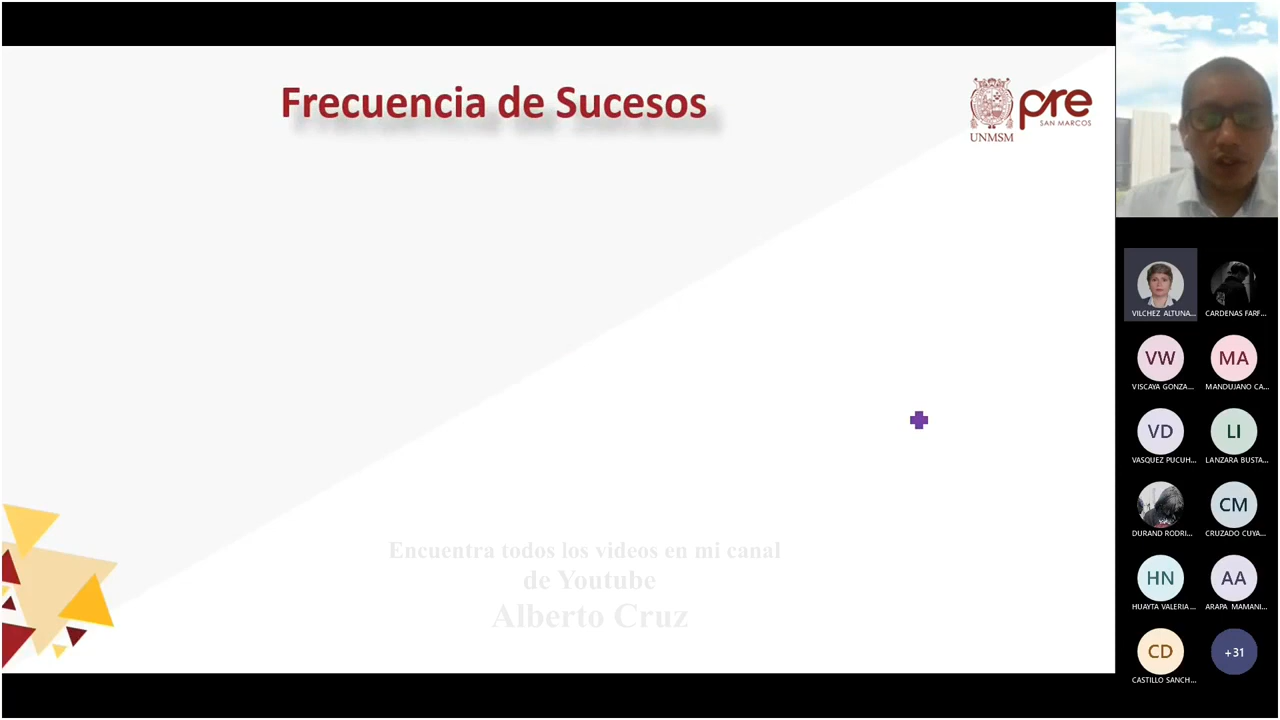 Frecuencia de Sucesos
UNMSM
pre
SAN MARCOS
Encuentra todos los videos en mi canal
de Youtube
Alberto Cruz
VILCHEZ ALTUNA...
CARDENAS FARF...
VW
MA
VISCAYA GONZA...
MANDUJANO CA...
VD
LI
VASQUEZ PUCUH...
LANZARA BUSTA...
CM
DURAND RODRI...
CRUZADO CUYA...
HN
AA
HUAYTA VALERIA...
ARAPA MAMANI...
CD
+31
CASTILLO SANCH...